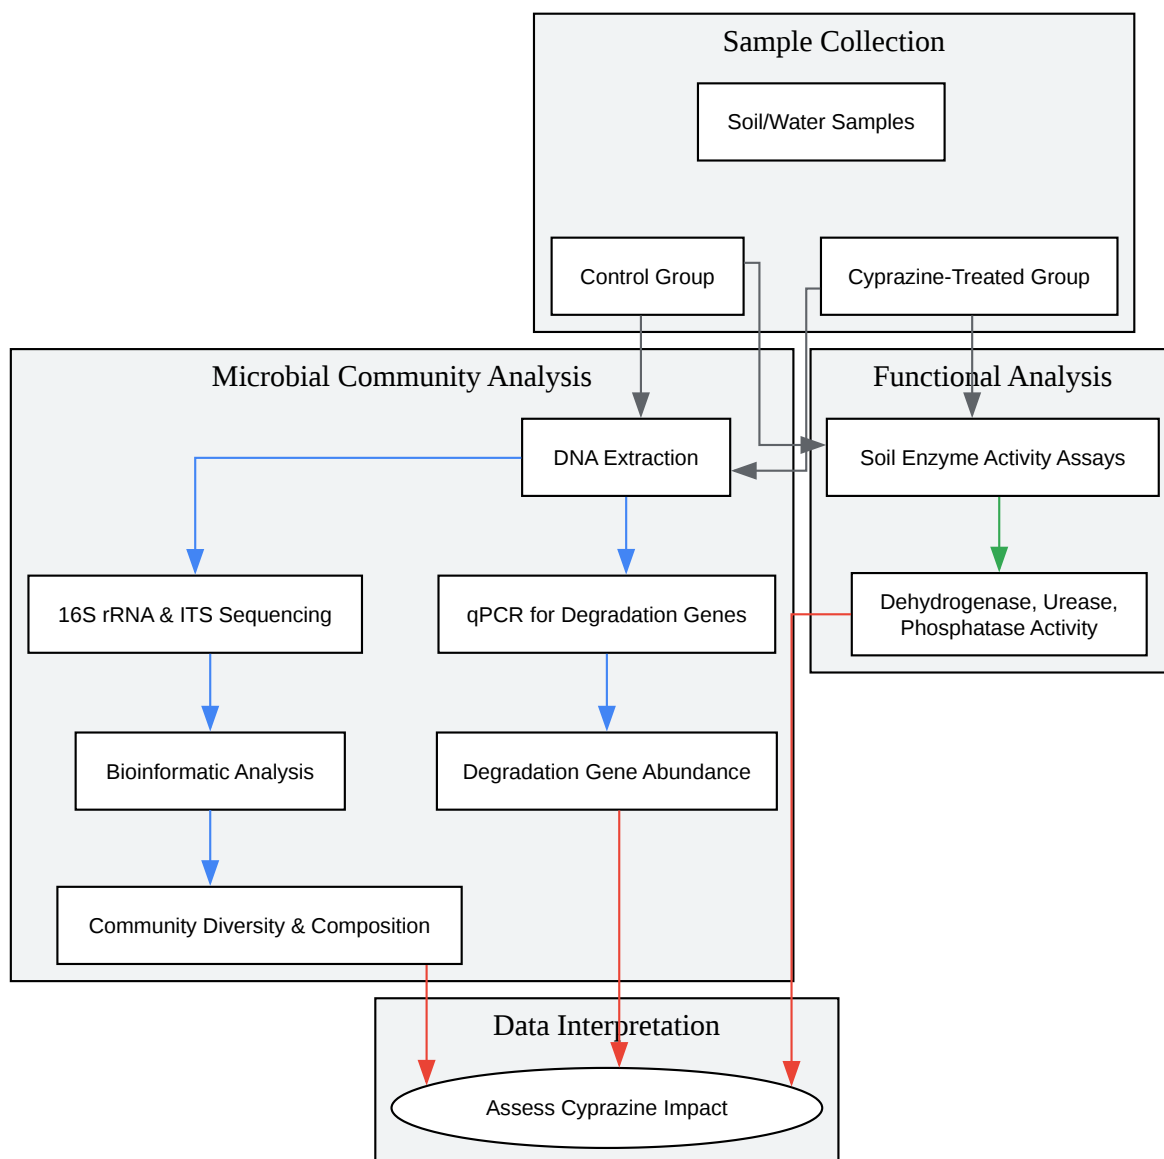 Sample Collection
Soil/Water Samples
Control Group
Cyprazine-Treated Group
Microbial Community Analysis
Functional Analysis
DNA Extraction
Soil Enzyme Activity Assays
16S rRNA & ITS Sequencing
qPCR for Degradation Genes
Dehydrogenase, Urease,
Phosphatase Activity
Bioinformatic Analysis
Degradation Gene Abundance
Community Diversity & Composition
Data Interpretation
Assess Cyprazine Impact